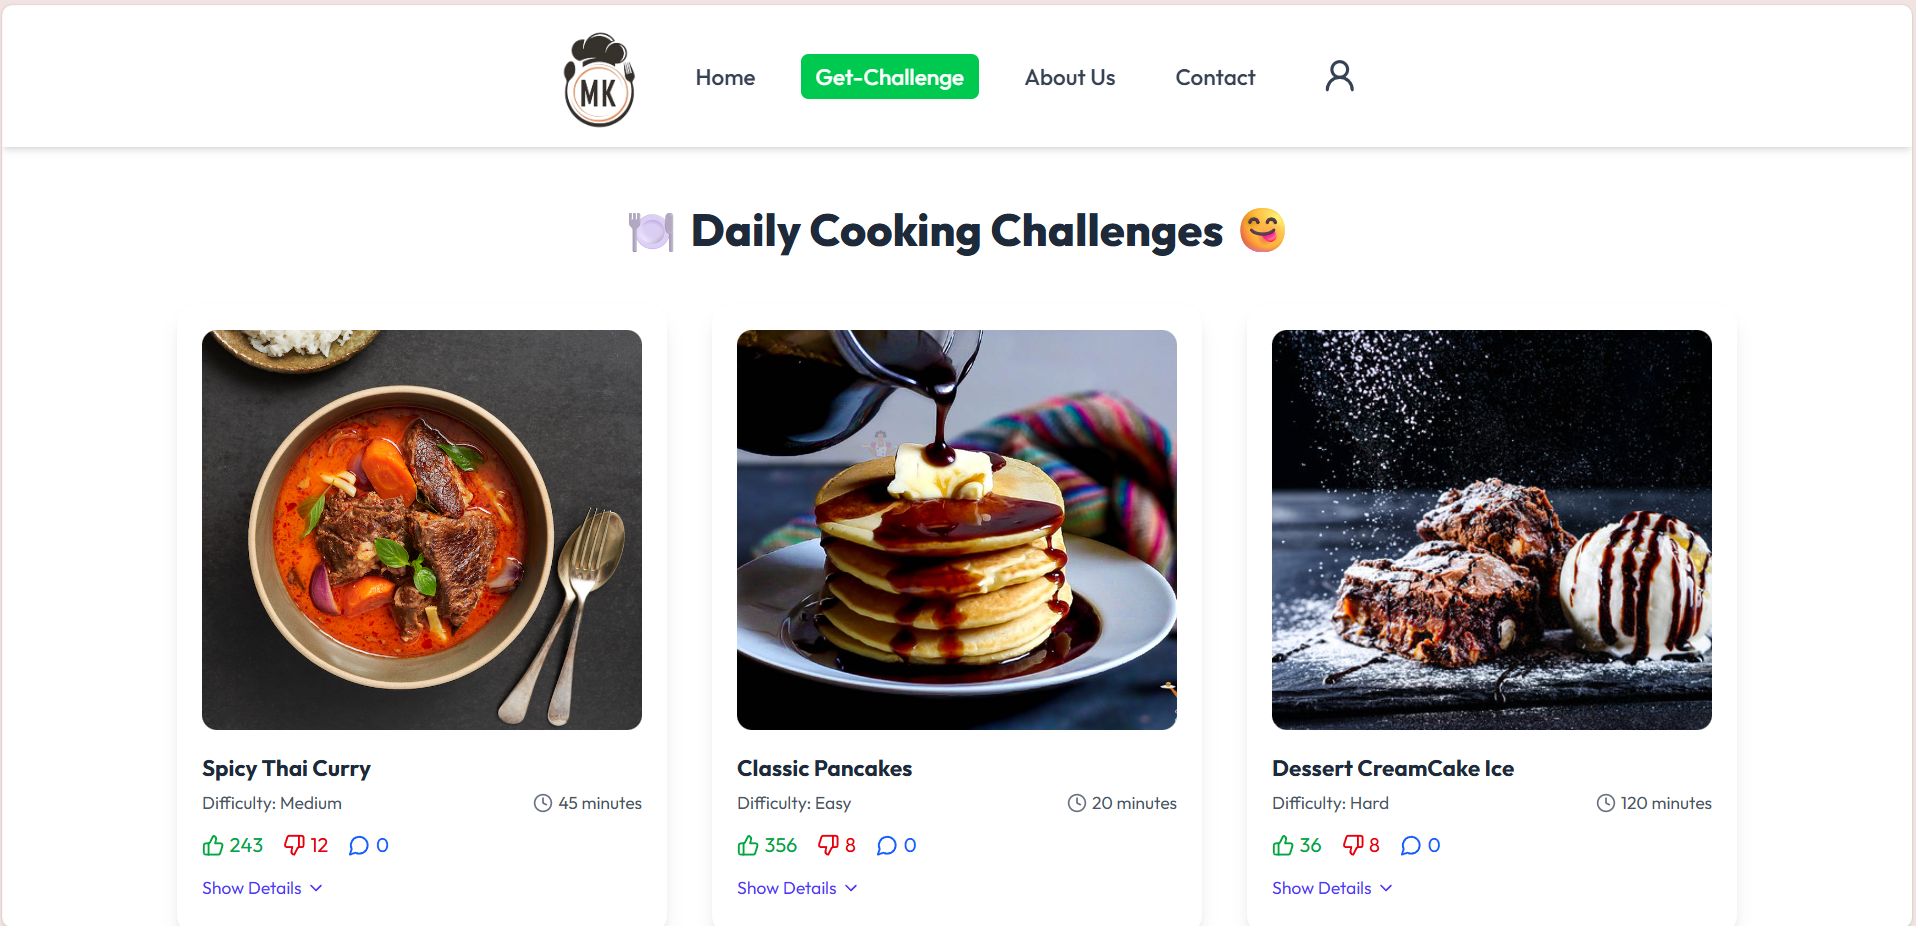 MK
Home
Get-Challenge
About Us
Contact
🍽️ Daily Cooking Challenges 😋
Spicy Thai Curry
Difficulty: Medium
45 minutes
243 12 0
Show Details
Classic Pancakes
Difficulty: Easy
20 minutes
356 8 0
Show Details
Dessert CreamCake Ice
Difficulty: Hard
120 minutes
36 8 0
Show Details